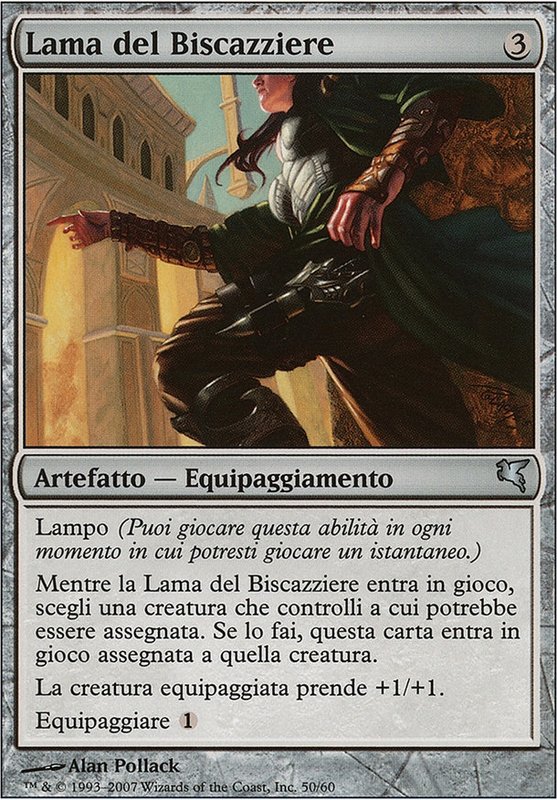 Lama del Biscazziere 3
Artefatto — Equipaggiamento
Lampo (Puoi giocare questa abilità in ogni
momento in cui potresti giocare un istantaneo.)
Mentre la Lama del Biscazziere entra in gioco,
scegli una creatura che controlli a cui potrebbe
essere assegnata. Se lo fai, questa carta entra in
gioco assegnata a quella creatura.
La creatura equipaggiata prende +1/+1.
Equipaggiare 1
Alan Pollack
™ & © 1993-2007 Wizards of the Coast, Inc. 50/60